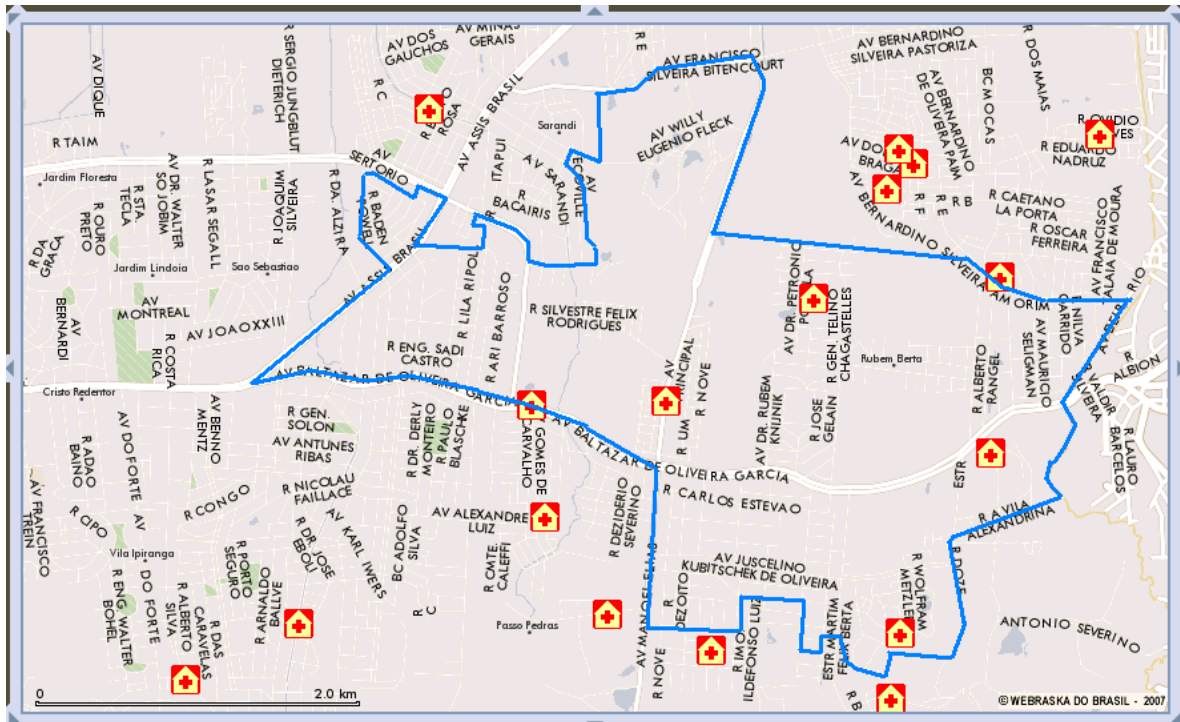 AV DOS
GAUCHOS
AV MINAS
GERAIS
R E
AV FRANCISCO
SILVEIRA BITENCOURT
AV BERNARDINO
SILVEIRA PASTORIZA
R DOS MAIAS
AV DIQUE
R SERGIO JUNGBLUT
DIETERICH
R C
ROSA
AV ASSIS BRASIL
Sarandi
AV WILLY
EUGENIO FLECK
AV BERNARDINO
DE OLIVEIRA PAIM
BC MOCAS
R OVIDIO
R EDUARDO
NADRUZ
R TAIM
AV
SERTORIO
R ITAPUI
AV SARANDI
AV
ECOVILLE
BRAGA
Jardim Floresta
R STA.
TECLA
AV DR. WALTER
SO JOBIM
R LASAR SEGALL
R JOAQUIM
SILVEIRA
R DA. ALZIRA
R BADEN
POWELL
R
BACAIRIS
R F
R E
R B
R CAETANO
LA PORTA
R OSCAR
FERREIRA
R DA
GRACA
R OURO
PRETO
Jardim Lindoia
Sao Sebastiao
AV ASSIS BRASIL
AV BERNARDINO SILVEIRA AMORIM
AV FRANCISCO
AV
BERNARDI
AV
MONTREAL
AV JOAOXXIII
R LILA RIPOL
R ARI BARROSO
R SILVESTRE FELIX
RODRIGUES
AV DR. PETRONIO
R GEN. TELINO
CHAGASTELLES
R NILVA
GARRIDO
AV MAURICIO
SELIGMAN
R COSTA
RICA
R ENG. SADI
CASTRO
AV
PRINCIPAL
R NOVE
Rubem Berta
R ALBERTO
RANGEL
R
ALBION
Cristo Redentor
AV BALTAZAR DE OLIVEIRA GARCIA
R VALDIR
SILVEIRA
R ADAO
BAINO
AV DO FORTE
AV BENNO
MENTZ
R GEN.
SOLON
AV ANTUNES
RIBAS
R DR. DERLY
MONTEIRO
R PAULO
BLASCHKE
GOMES DE
CARVALHO
AV BALTAZAR DE OLIVEIRA GARCIA
R UM
AV DR. RUBEM
KNIJNIK
R JOSE
GELAIN
R LAURO
BARCELOS
AV FRANCISCO
TREIN
R CIPO
AV
R CONGO
R NICOLAU
FAILLACE
AV KARL IWERS
BC ADOLFO
SILVA
AV ALEXANDRE
LUIZ
R DEZIDERIO
SEVERINO
R CARLOS ESTEVAO
ESTR
R A VILA
ALEXANDRINA
Vila Ipiranga
R ENG WALTER
BOHEL
DO FORTE
R ALBERTO
SILVA
R DAS
CARAVELAS
R PORTO
SEGURO
R ARNALDO
BALLVE
R DR. JOSE
EBOLI
R C
R CMTE.
CALEFFI
Passo Pedras
AV MANOEL ELIAS
R NOVE
R
DEZOITO
AV JUSCELINO
KUBITSCHEK DE OLIVEIRA
R IMO
ILDEFONSO LUIZ
ESTR MARTIM
FELIX BERTA
R B
R WOLFRAM
METZLER
R DOZE
ANTONIO SEVERINO
0
2.0 km
© WEBRASKA DO BRASIL - 2007